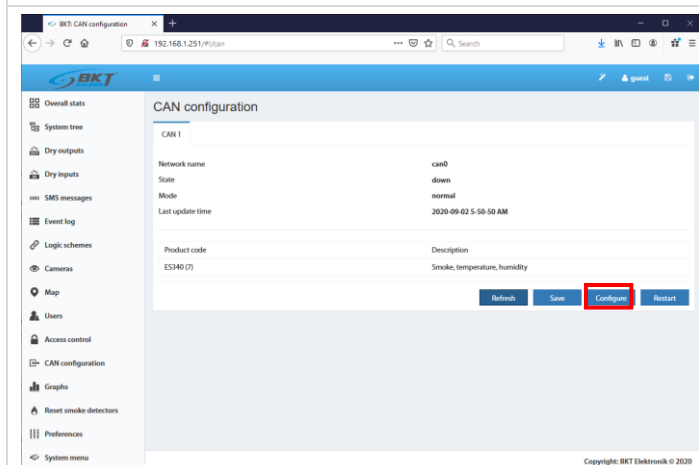 BKT: CAN configuration
192.168.1.251/#!/can
Search
BKT
guest
Overall stats
System tree
Dry outputs
Dry inputs
SMS SMS messages
Event log
Logic schemes
Cameras
Map
Users
Access control
CAN configuration
Graphs
Reset smoke detectors
Preferences
System menu
CAN configuration
CAN 1
Network name can0
State down
Mode normal
Last update time 2020-09-02 5-50-50 AM
Product code Description
ES340 (7) Smoke, temperature, humidity
Refresh Save Configure Restart
Copyright: BKT Elektronik © 2020